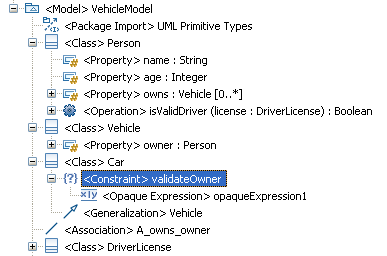 <Model> VehicleModel
<Package Import> UML Primitive Types
<Class> Person
<Property> name : String
<Property> age : Integer
<Property> owns : Vehicle [0..*]
<Operation> isValidDriver (license : DriverLicense) : Boolean
<Class> Vehicle
<Property> owner : Person
<Class> Car
{?} <Constraint> validateOwner
x|y <Opaque Expression> opaqueExpression1
<Generalization> Vehicle
<Association> A_owns_owner
<Class> DriverLicense